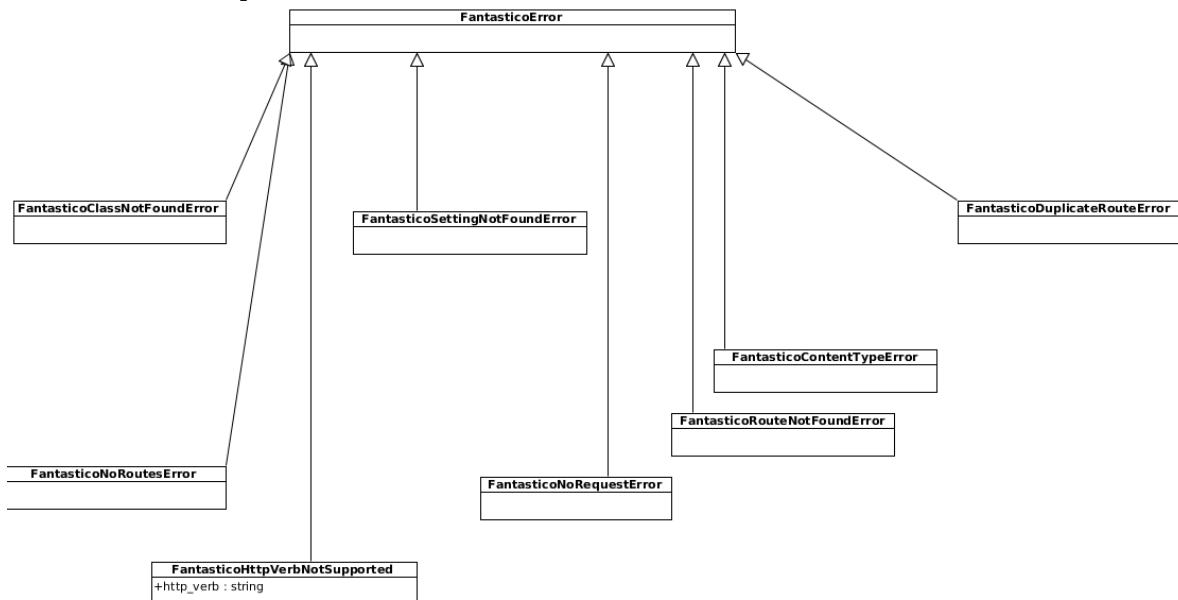 FantasticoError
FantasticoClassNotFoundError
FantasticoSettingNotFoundError
FantasticoDuplicateRouteError
FantasticoContentTypeError
FantasticoRouteNotFoundError
FantasticoNoRoutesError
FantasticoNoRequestError
FantasticoHttpVerbNotSupported
+http_verb : string